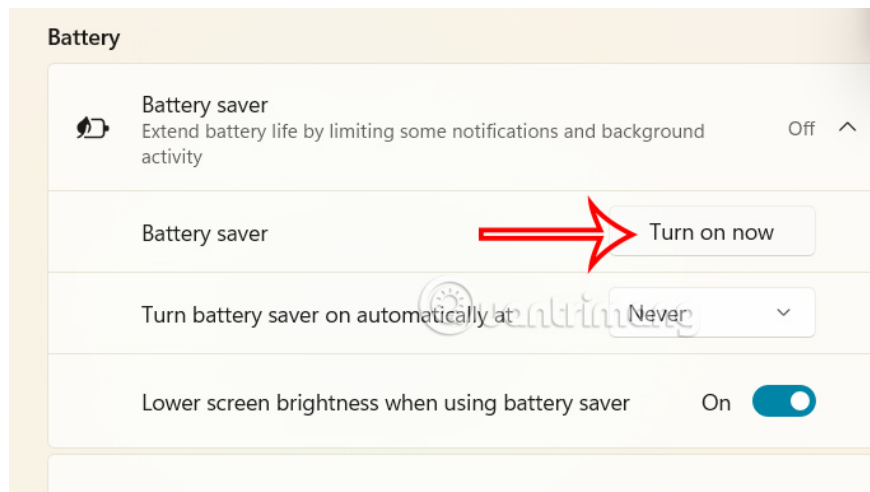 Battery
Battery saver
Extend battery life by limiting some notifications and background
activity
Off
Battery saver
Turn on now
Turn battery saver on automatically at
Never
Quantrimang
Lower screen brightness when using battery saver
On